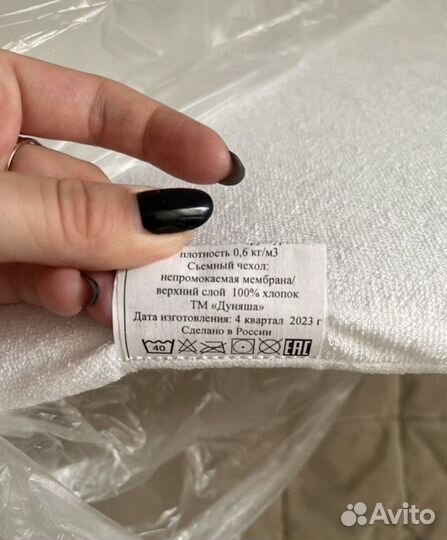 плотность 0,6 кг/м3
Съемный чехол:
непромокаемая мембрана/
верхний слой 100% хлопок
ТМ «Дуняша»
Дата изготовления: 4 квартал 2023 г
Сделано в России
40 EAC
Avito